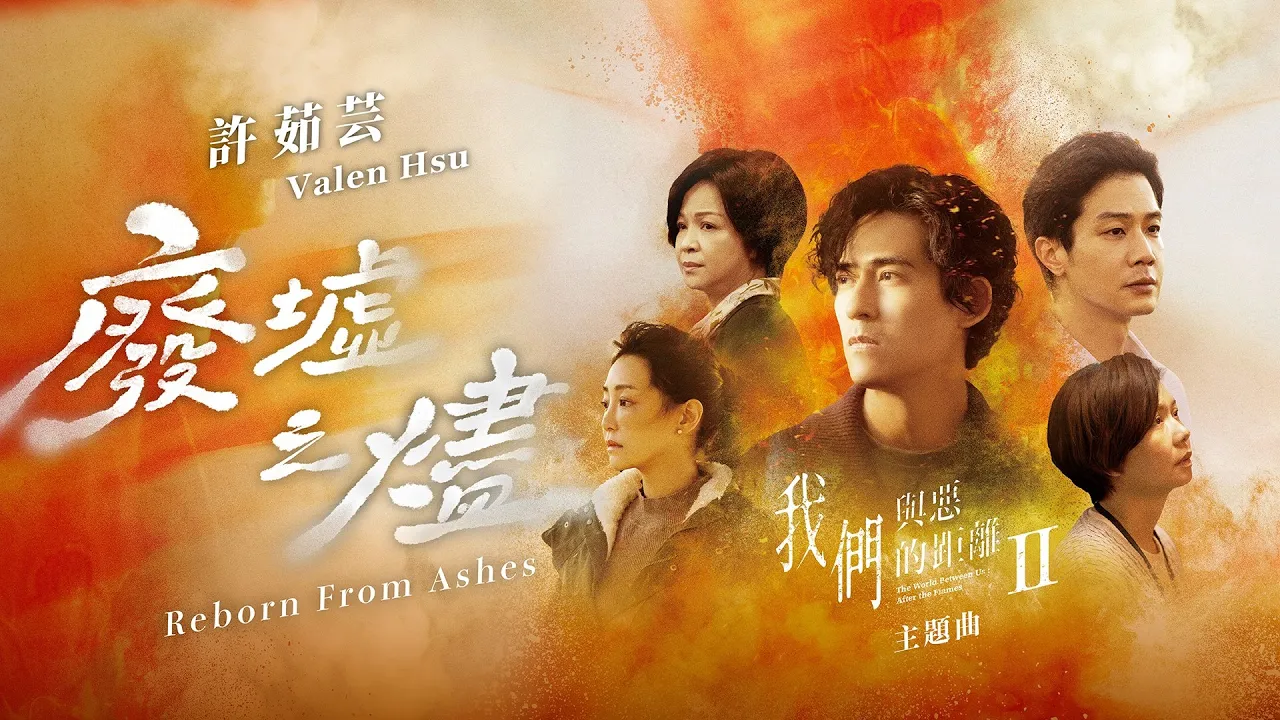 許茹芸
Valen Hsu
廢墟
之燼
Reborn From Ashes
我們
與惡
的距離
The World Between Us :
After the Flames
II
主題曲